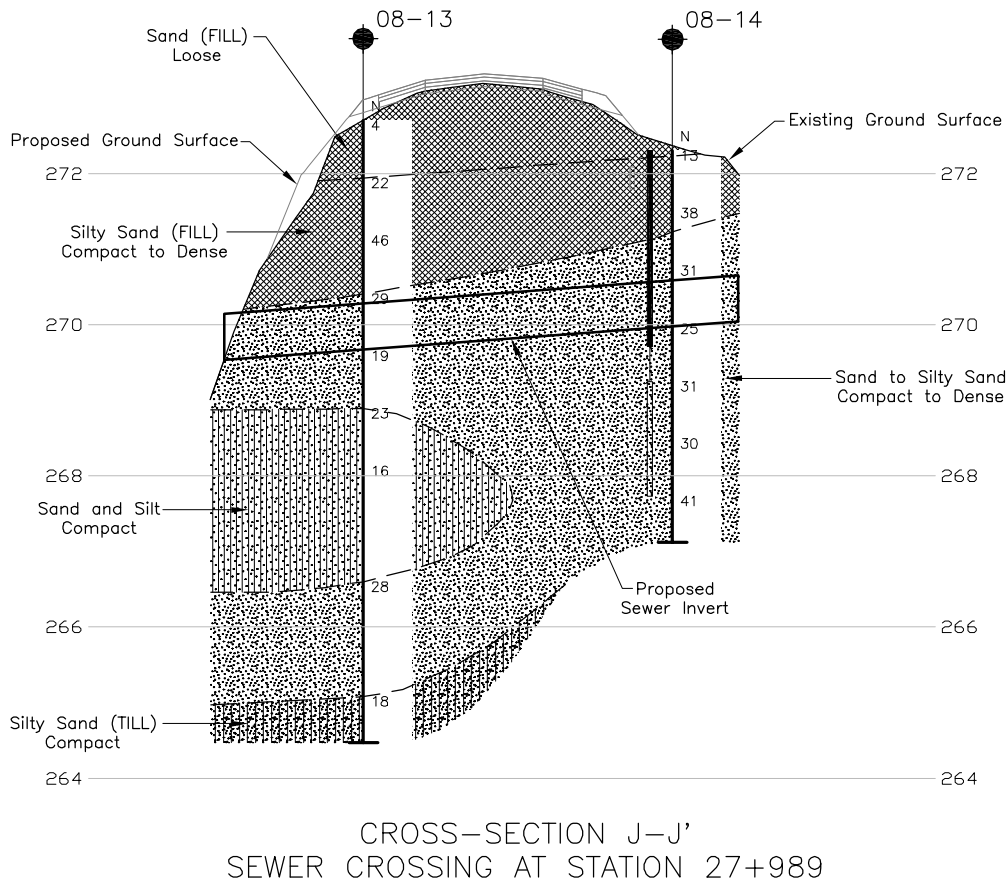 08-13
08-14
Sand (FILL)
Loose
N
4
N
13
Existing Ground Surface
Proposed Ground Surface
272
22
272
38
Silty Sand (FILL)
Compact to Dense
46
31
29
270
25
270
19
31
Sand to Silty Sand
Compact to Dense
23
30
268
16
268
41
Sand and Silt
Compact
28
Proposed
Sewer Invert
266
266
18
Silty Sand (TILL)
Compact
264
264
CROSS-SECTION J-J'
SEWER CROSSING AT STATION 27+989